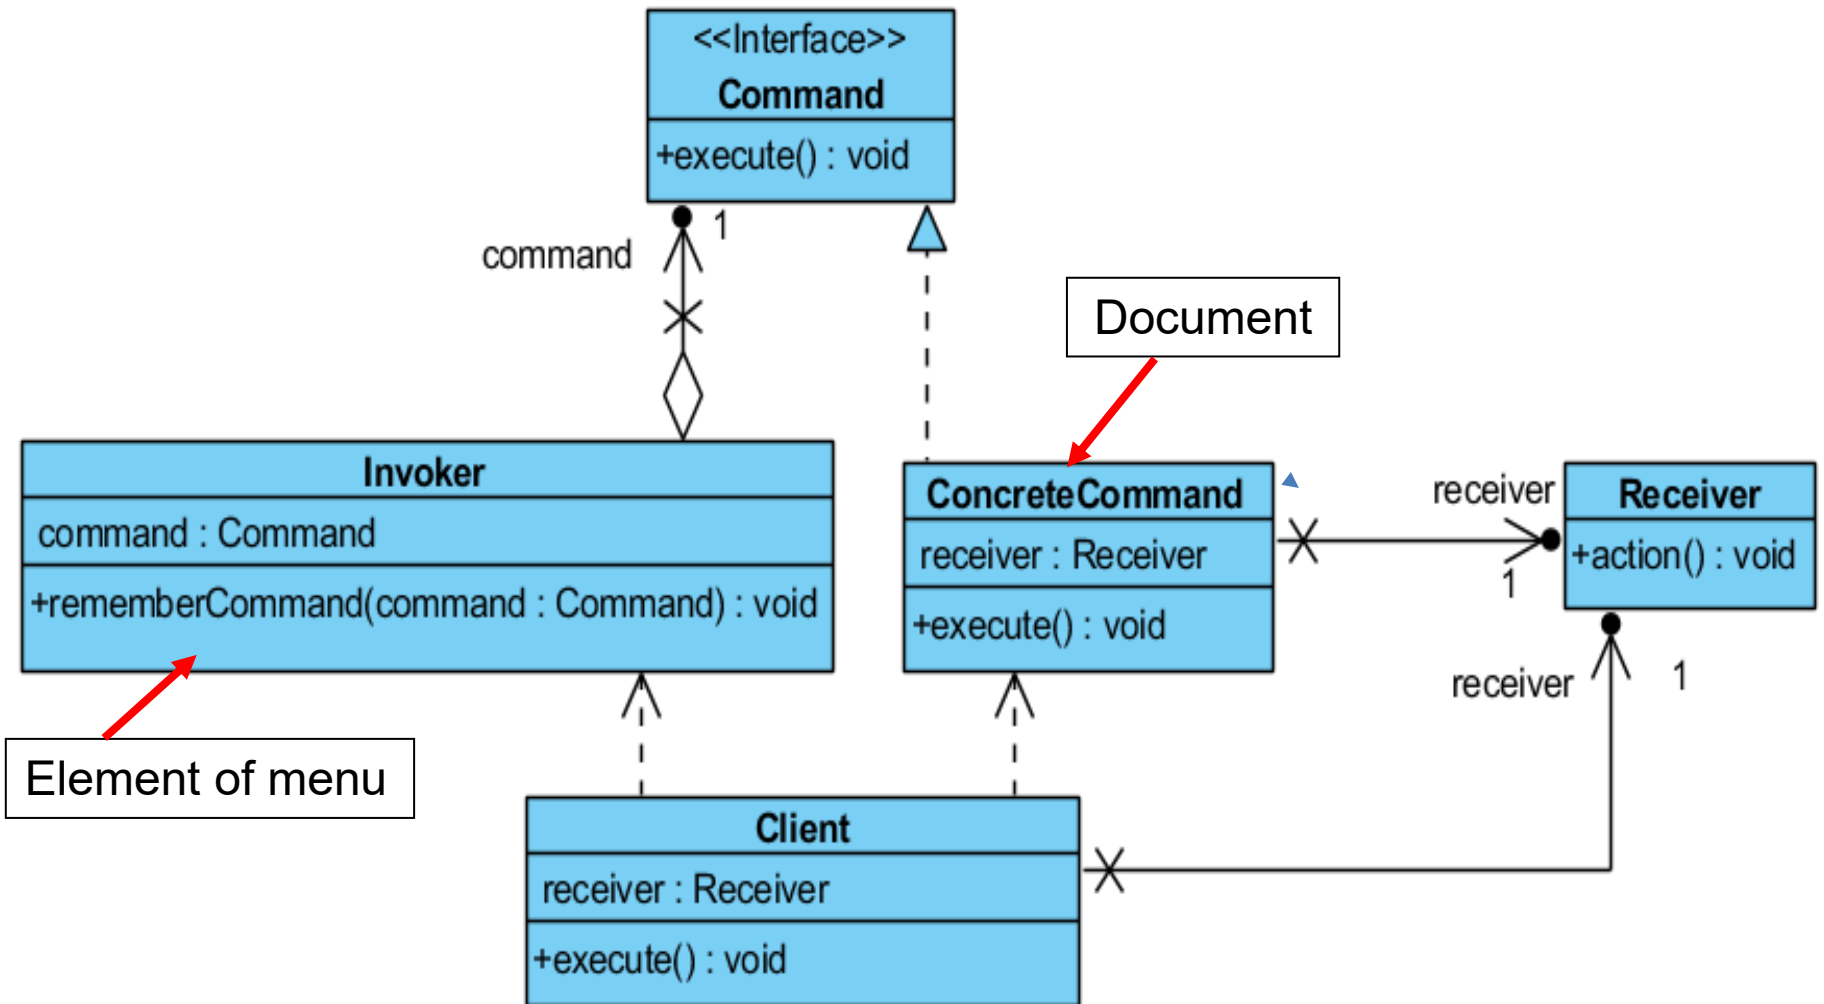 <<Interface>>
Command
+execute() : void
1
command
Document
Invoker
command : Command
+rememberCommand(command : Command) : void
ConcreteCommand
receiver : Receiver
+execute() : void
receiver
1
Receiver
+action() : void
receiver
1
Element of menu
Client
receiver : Receiver
+execute() : void